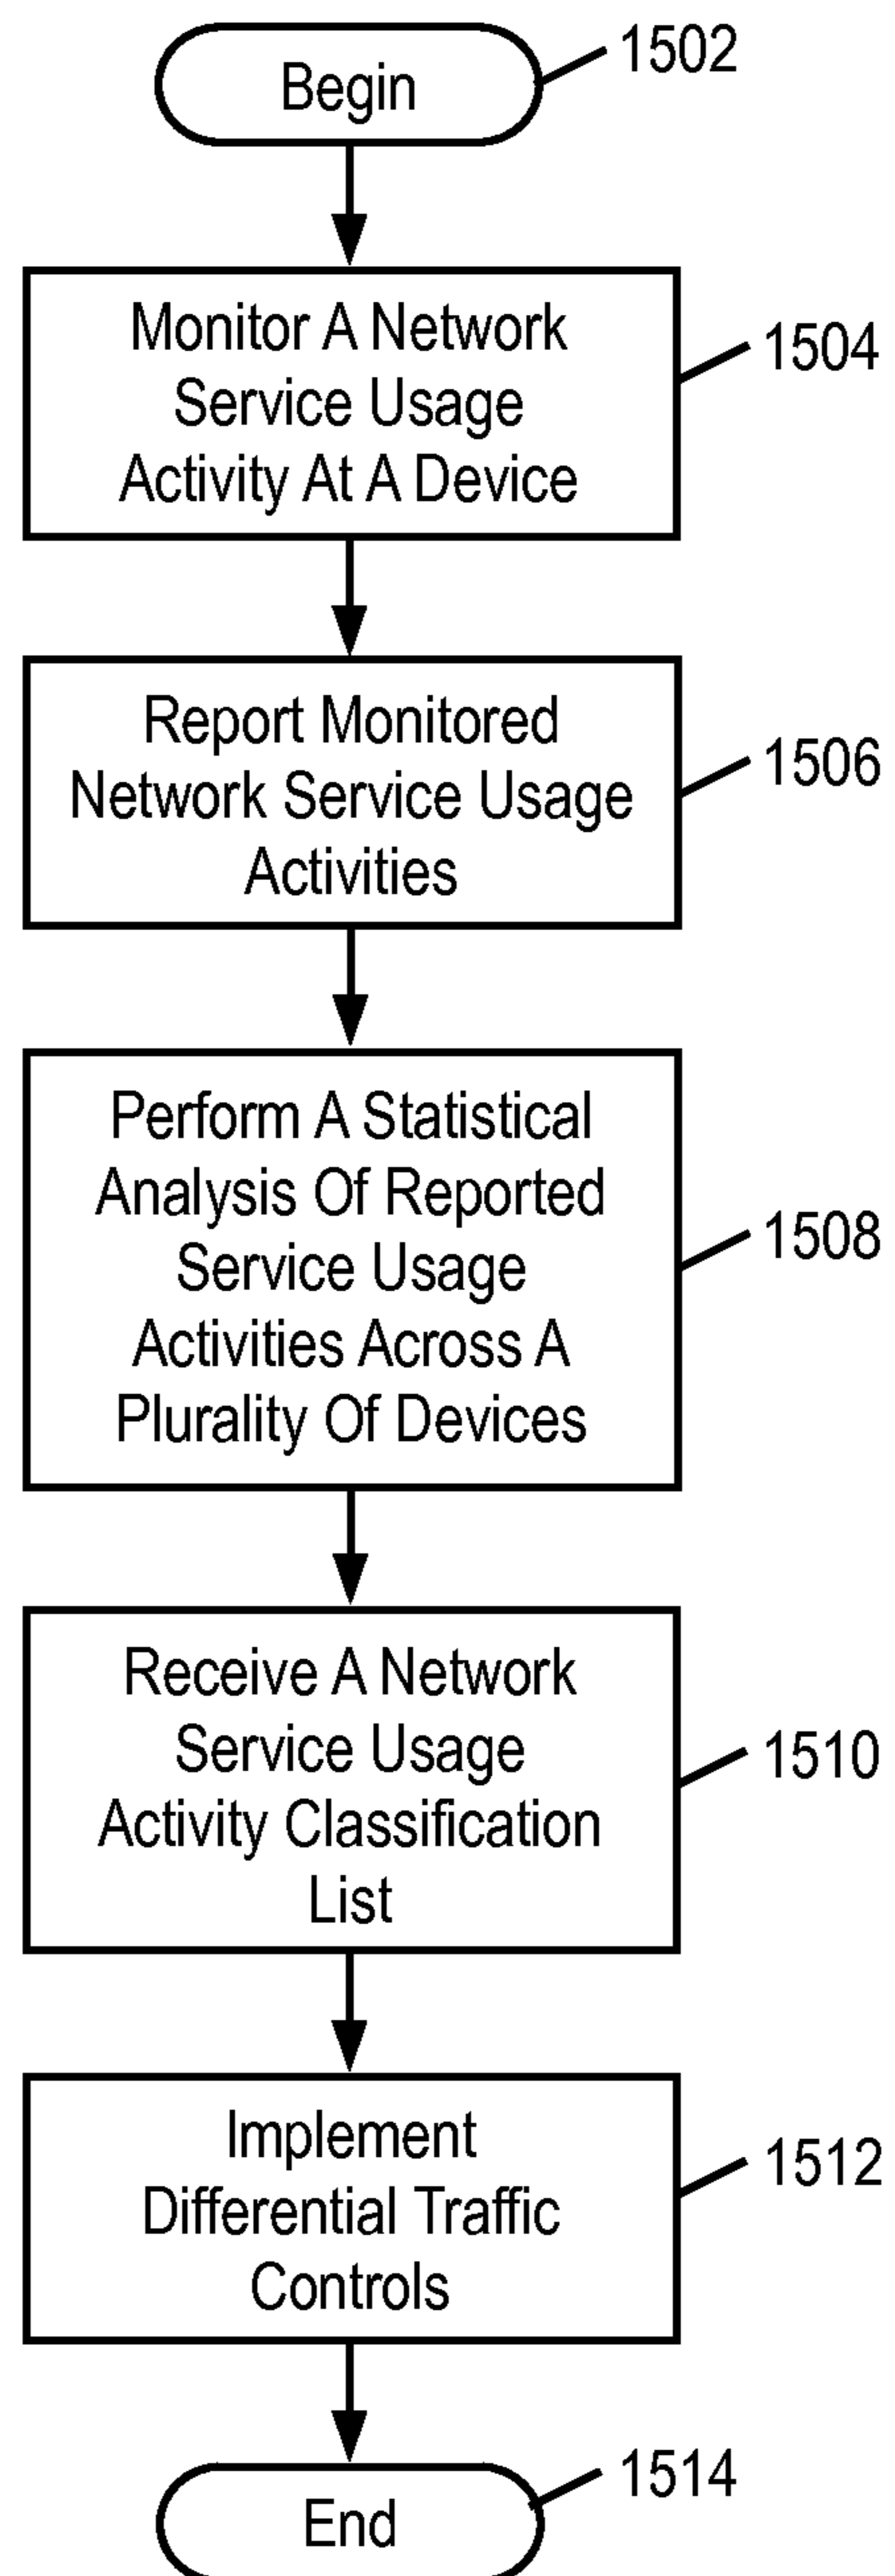 Begin
1502
Monitor A Network
Service Usage
Activity At A Device
1504
Report Monitored
Network Service Usage
Activities
1506
Perform A Statistical
Analysis Of Reported
Service Usage
Activities Across A
Plurality Of Devices
1508
Receive A Network
Service Usage
Activity Classification
List
1510
Implement
Differential Traffic
Controls
1512
End
1514